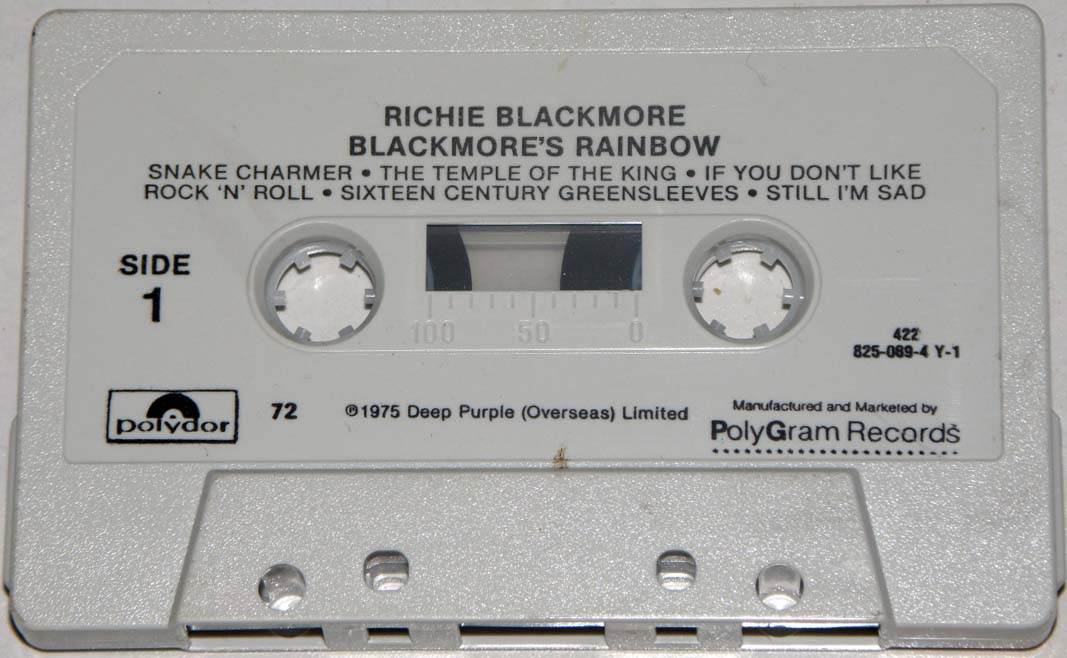 RICHIE BLACKMORE
BLACKMORE'S RAINBOW
SNAKE CHARMER • THE TEMPLE OF THE KING • IF YOU DON'T LIKE
ROCK 'N' ROLL • SIXTEEN CENTURY GREENSLEEVES • STILL I'M SAD
SIDE
1
100 50 0
422
825-089-4 Y-1
polydor
72
℗1975 Deep Purple (Overseas) Limited
Manufactured and Marketed by
PolyGram Records